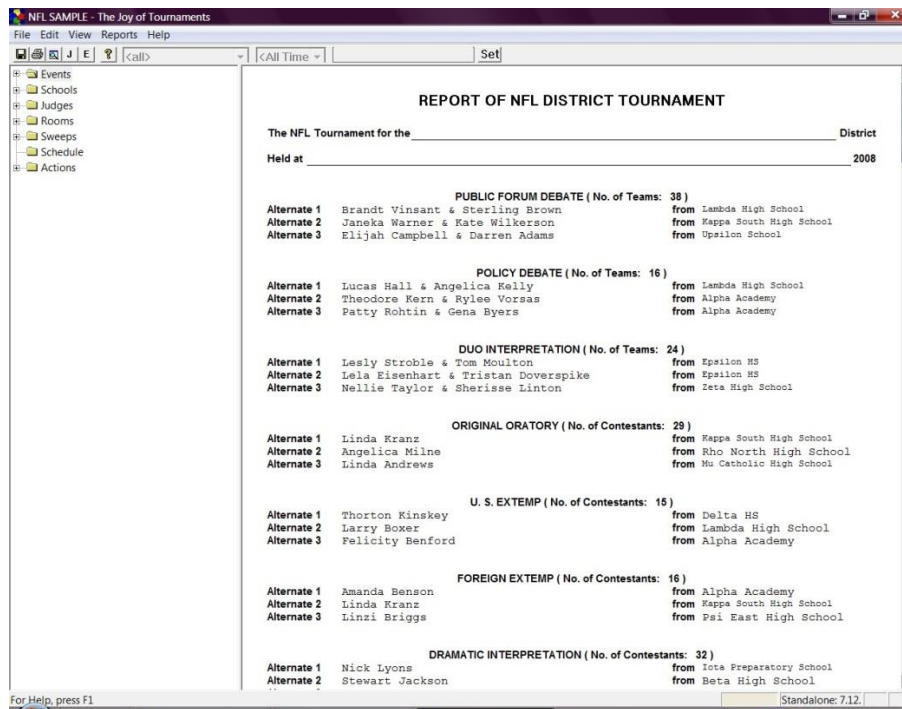 NFL SAMPLE - The Joy of Tournaments
File Edit View Reports Help
J E ? <all> <All Time Set
Events
Schools
Judges
Rooms
Sweeps
Schedule
Actions
REPORT OF NFL DISTRICT TOURNAMENT
The NFL Tournament for the District
Held at 2008
PUBLIC FORUM DEBATE ( No. of Teams: 38 )
Alternate 1 Brandt Vinsant & Sterling Brown from Lambda High School
Alternate 2 Janeka Warner & Kate Wilkerson from Kappa South High School
Alternate 3 Elijah Campbell & Darren Adams from Upsilon School
POLICY DEBATE ( No. of Teams: 16 )
Alternate 1 Lucas Hall & Angelica Kelly from Lambda High School
Alternate 2 Theodore Kern & Rylee Vorsas from Alpha Academy
Alternate 3 Patty Rohtin & Gena Byers from Alpha Academy
DUO INTERPRETATION ( No. of Teams: 24 )
Alternate 1 Lesly Stroble & Tom Moulton from Epsilon HS
Alternate 2 Lela Eisenhart & Tristan Doverspike from Epsilon HS
Alternate 3 Nellie Taylor & Sherisse Linton from Zeta High School
ORIGINAL ORATORY ( No. of Contestants: 29 )
Alternate 1 Linda Kranz from Kappa South High School
Alternate 2 Angelica Milne from Rho North High School
Alternate 3 Linda Andrews from Mu Catholic High School
U. S. EXTEMP ( No. of Contestants: 15 )
Alternate 1 Thorton Kinskey from Delta HS
Alternate 2 Larry Boxer from Lambda High School
Alternate 3 Felicity Benford from Alpha Academy
FOREIGN EXTEMP ( No. of Contestants: 16 )
Alternate 1 Amanda Benson from Alpha Academy
Alternate 2 Linda Kranz from Kappa South High School
Alternate 3 Linzi Briggs from Psi East High School
DRAMATIC INTERPRETATION ( No. of Contestants: 32 )
Alternate 1 Nick Lyons from Iota Preparatory School
Alternate 2 Stewart Jackson from Beta High School
For Help, press F1 Standalone: 7.12.